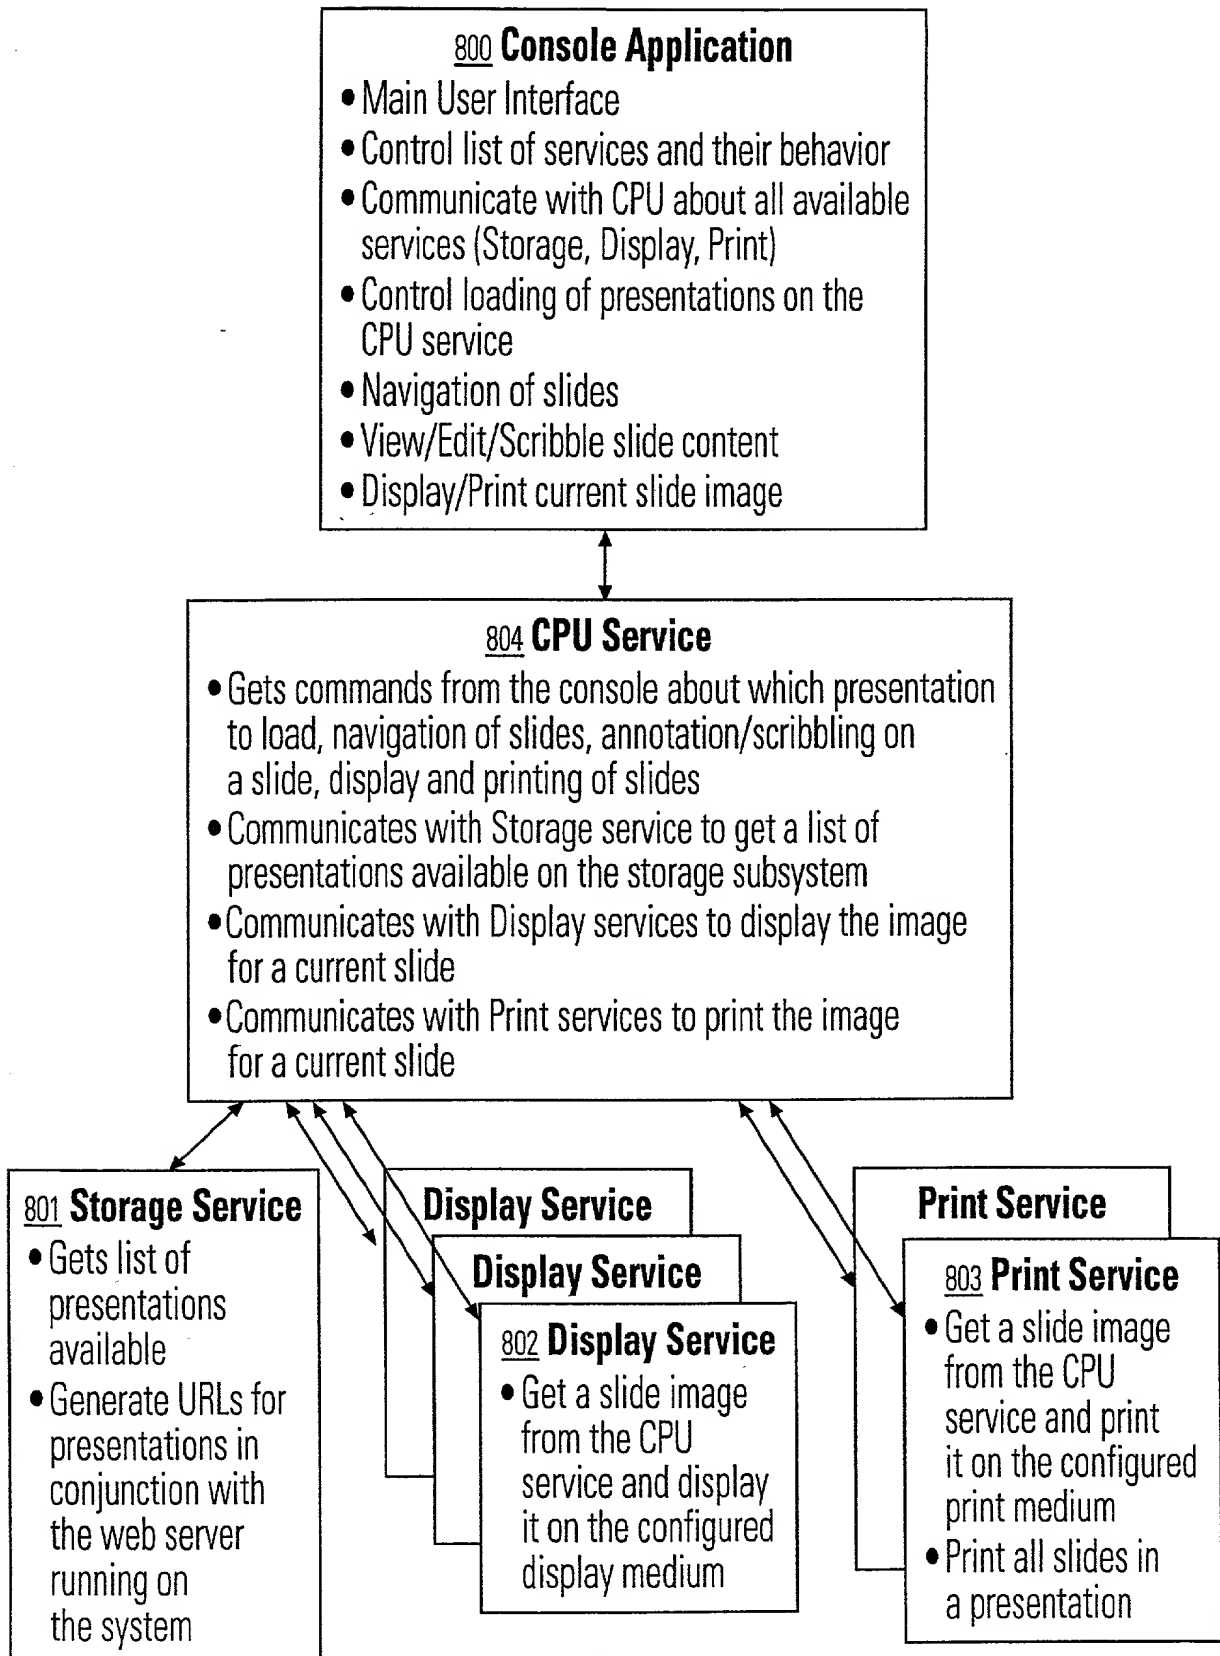 800 Console Application
• Main User Interface
• Control list of services and their behavior
• Communicate with CPU about all available
services (Storage, Display, Print)
• Control loading of presentations on the
CPU service
• Navigation of slides
• View/Edit/Scribble slide content
• Display/Print current slide image
804 CPU Service
• Gets commands from the console about which presentation
to load, navigation of slides, annotation/scribbling on
a slide, display and printing of slides
• Communicates with Storage service to get a list of
presentations available on the storage subsystem
• Communicates with Display services to display the image
for a current slide
• Communicates with Print services to print the image
for a current slide
801 Storage Service
• Gets list of
presentations
available
• Generate URLs for
presentations in
conjunction with
the web server
running on
the system
Display Service
Display Service
802 Display Service
• Get a slide image
from the CPU
service and display
it on the configured
display medium
Print Service
803 Print Service
• Get a slide image
from the CPU
service and print
it on the configured
print medium
• Print all slides in
a presentation